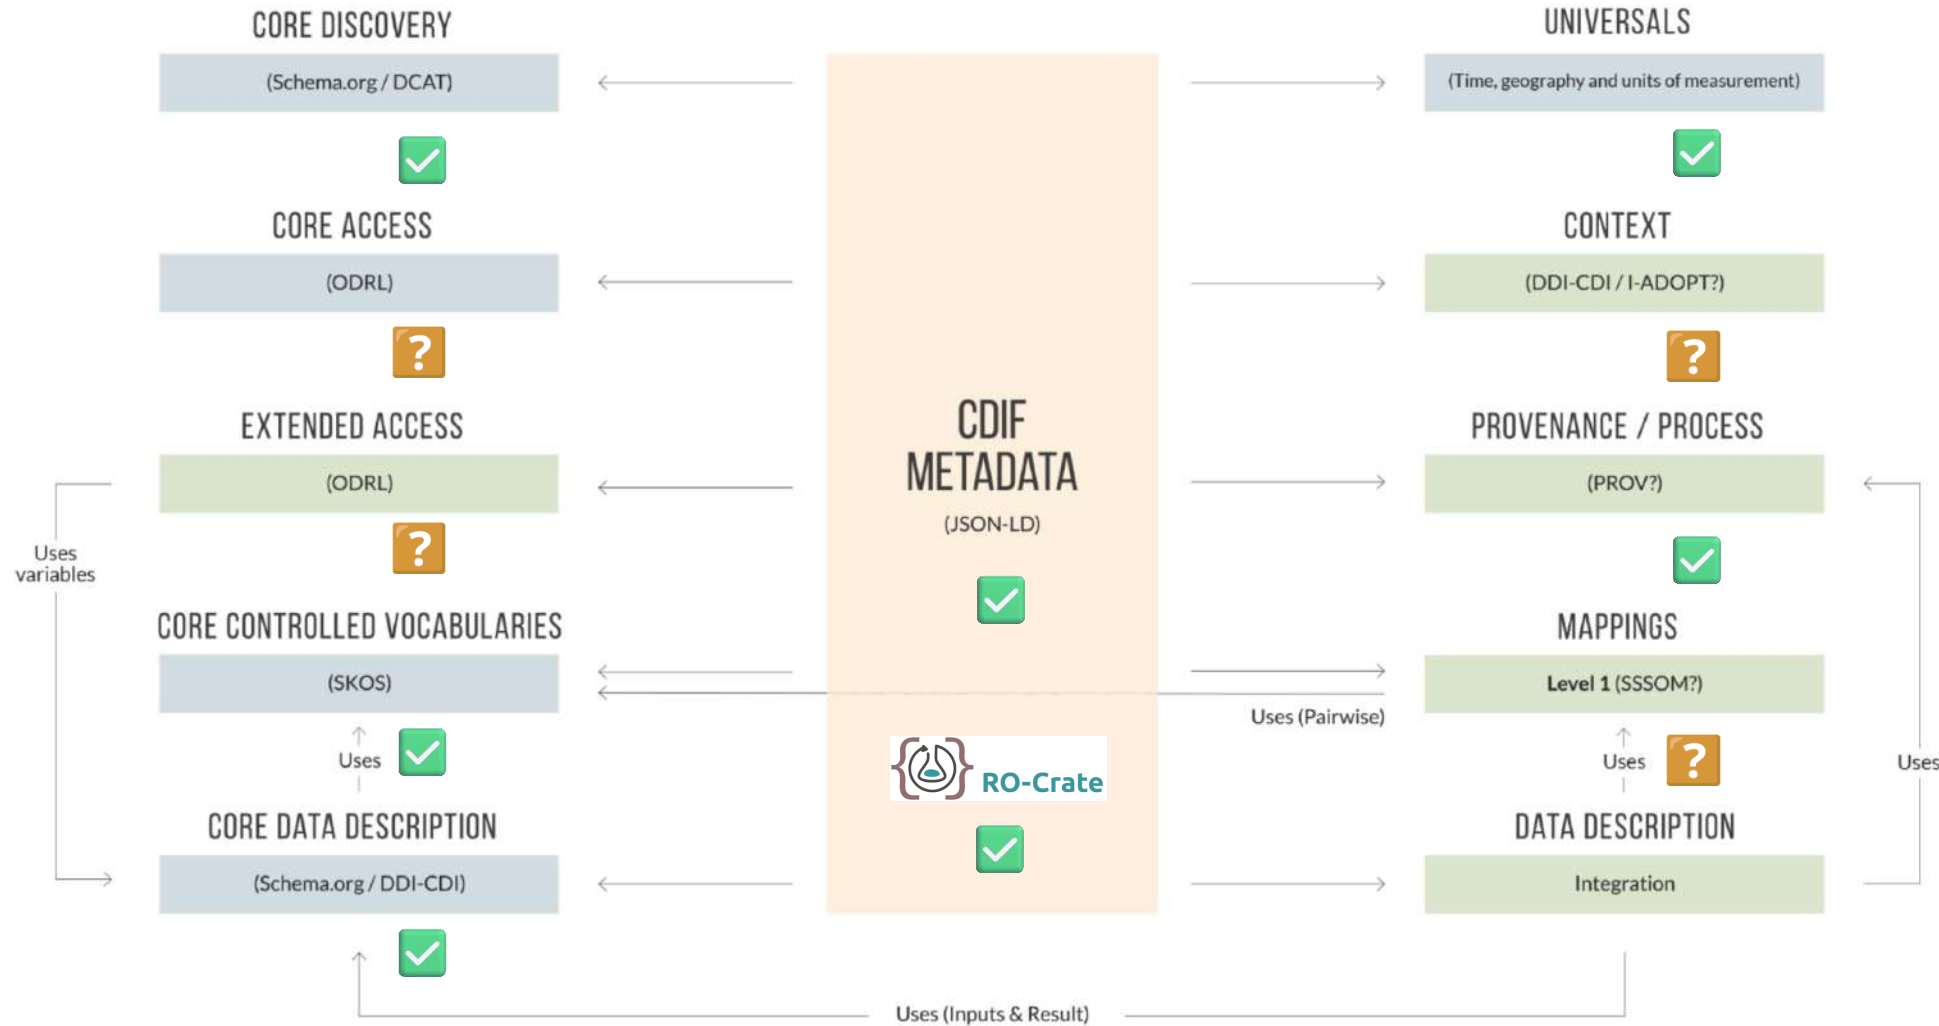 CORE DISCOVERY
(Schema.org / DCAT)
CORE ACCESS
(ODRL)
?
EXTENDED ACCESS
(ODRL)
?
Uses
variables
CORE CONTROLLED VOCABULARIES
(SKOS)
Uses
CORE DATA DESCRIPTION
(Schema.org / DDI-CDI)
CDIF
METADATA
(JSON-LD)
RO-Crate
UNIVERSALS
(Time, geography and units of measurement)
CONTEXT
(DDI-CDI / I-ADOPT?)
?
PROVENANCE / PROCESS
(PROV?)
MAPPINGS
Level 1 (SSSOM?)
Uses (Pairwise)
Uses
?
Uses
DATA DESCRIPTION
Integration
Uses (Inputs & Result)